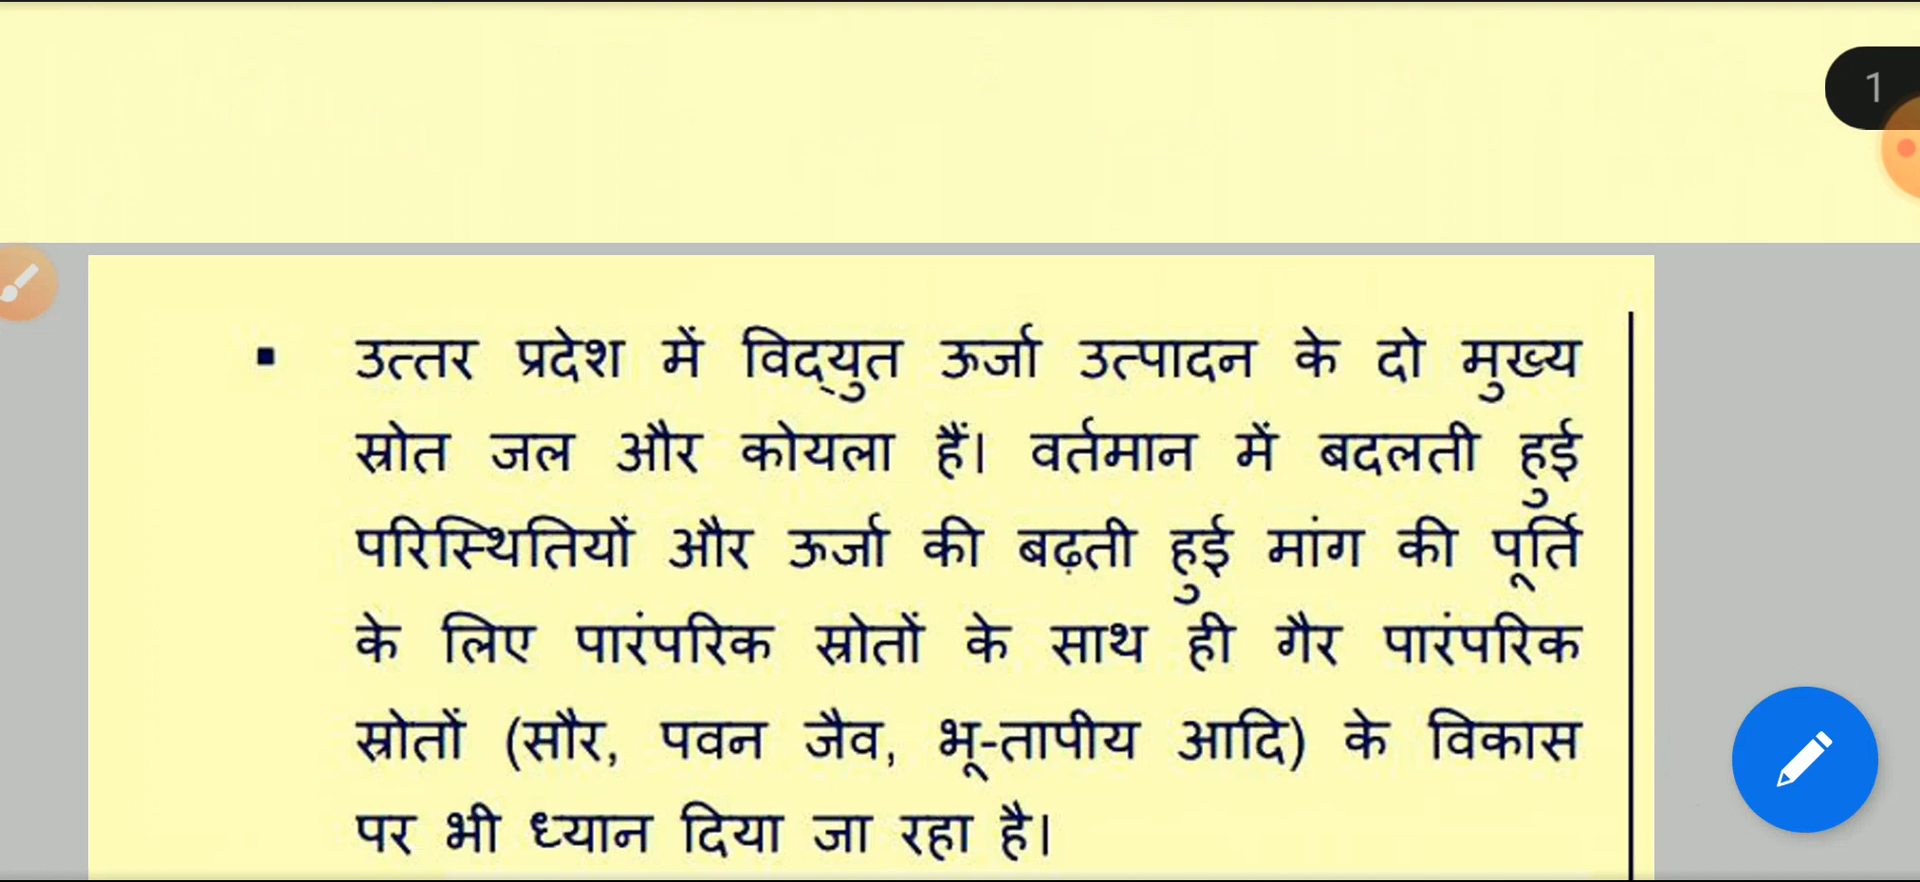 1
▪ उत्तर प्रदेश में विद्युत ऊर्जा उत्पादन के दो मुख्य
स्रोत जल और कोयला हैं। वर्तमान में बदलती हुई
परिस्थितियों और ऊर्जा की बढ़ती हुई मांग की पूर्ति
के लिए पारंपरिक स्रोतों के साथ ही गैर पारंपरिक
स्रोतों (सौर, पवन जैव, भू-तापीय आदि) के विकास
पर भी ध्यान दिया जा रहा है।